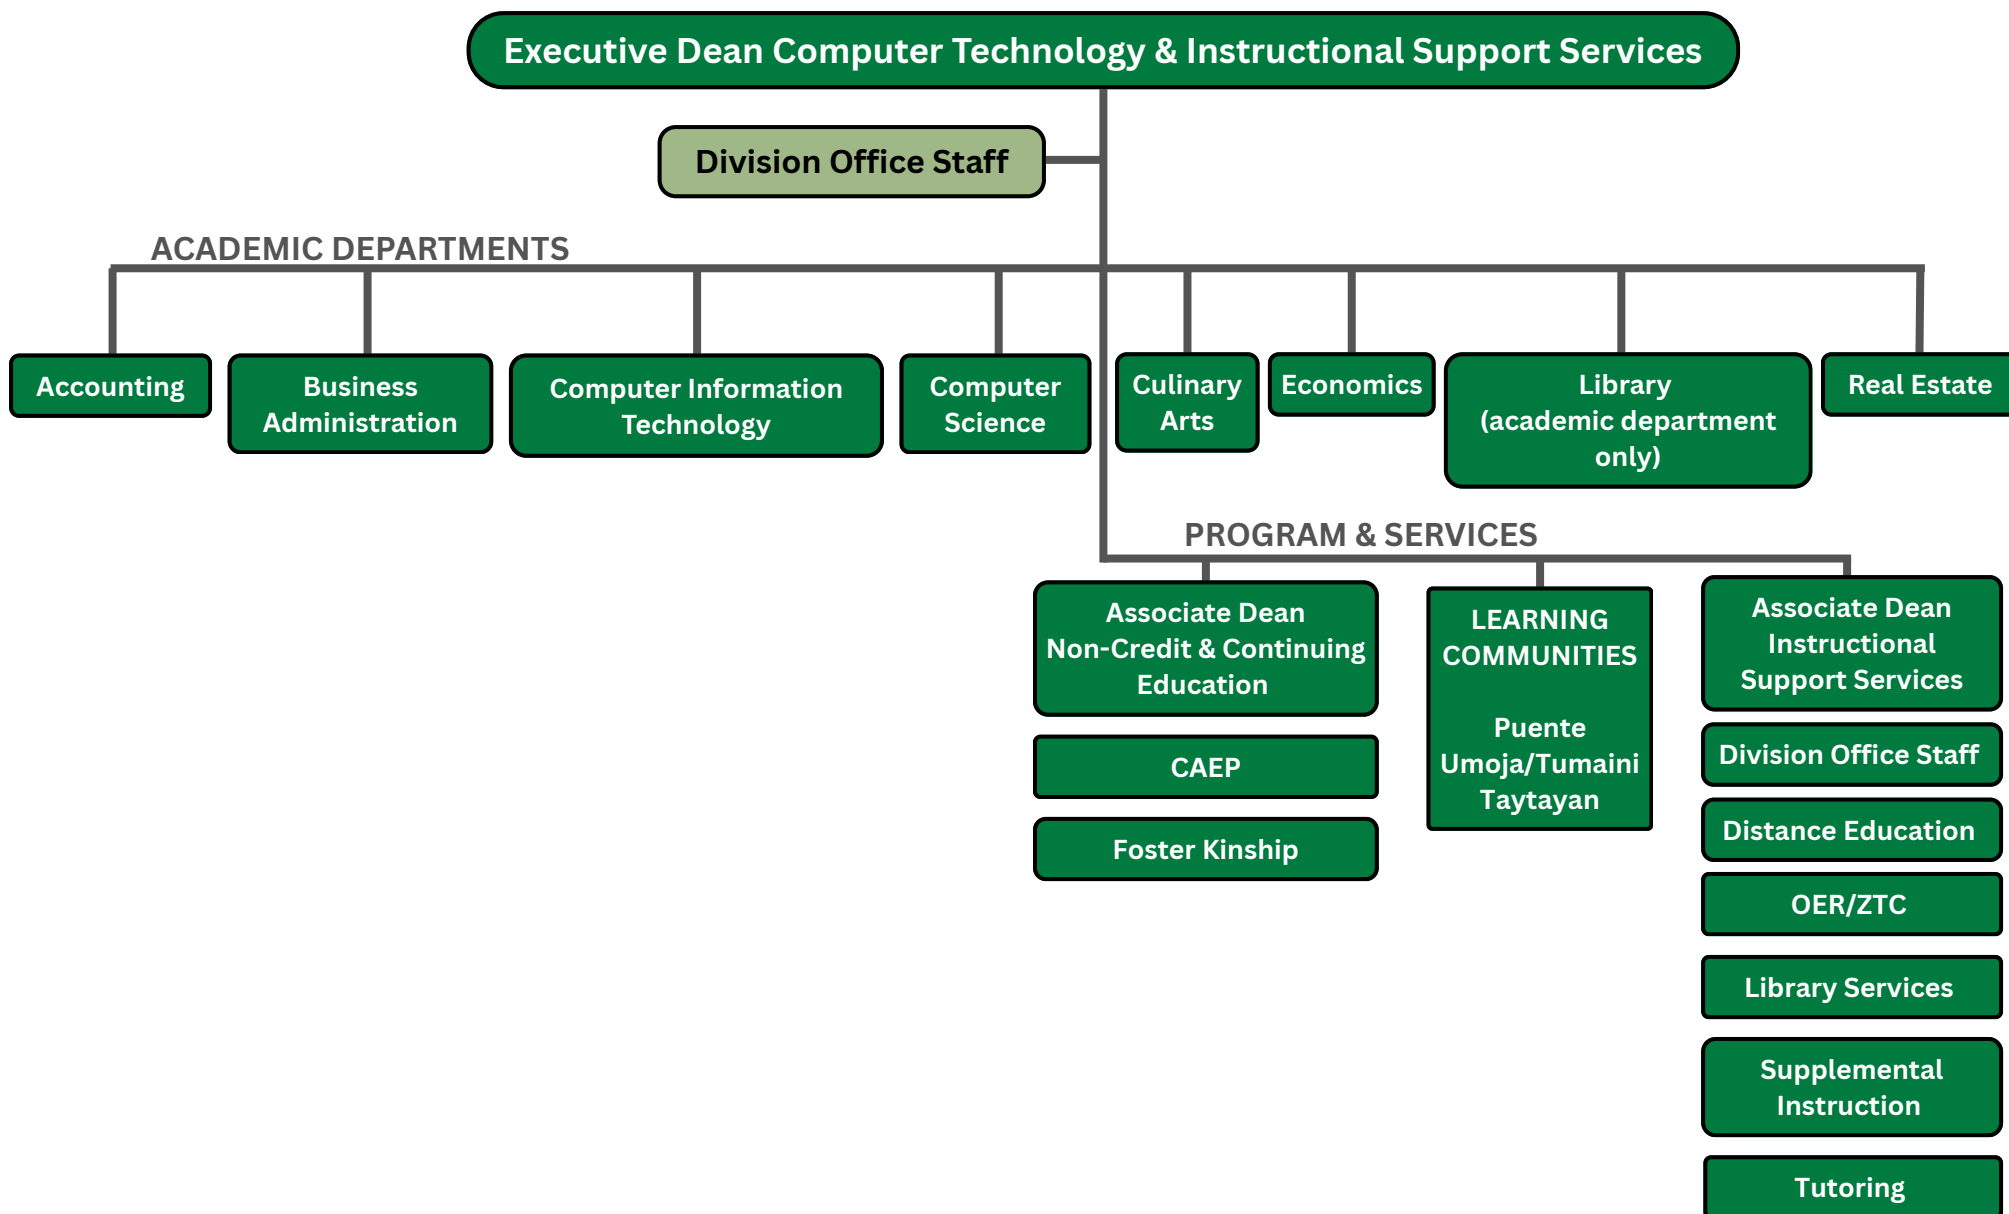 Executive Dean Computer Technology & Instructional Support Services
Division Office Staff
ACADEMIC DEPARTMENTS
Accounting
Business
Administration
Computer Information
Technology
Computer
Science
Culinary
Arts
Economics
Library
(academic department
only)
Real Estate
PROGRAM & SERVICES
Associate Dean
Non-Credit & Continuing
Education
CAEP
Foster Kinship
LEARNING
COMMUNITIES
Puente
Umoja/Tumaini
Taytayan
Associate Dean
Instructional
Support Services
Division Office Staff
Distance Education
OER/ZTC
Library Services
Supplemental
Instruction
Tutoring